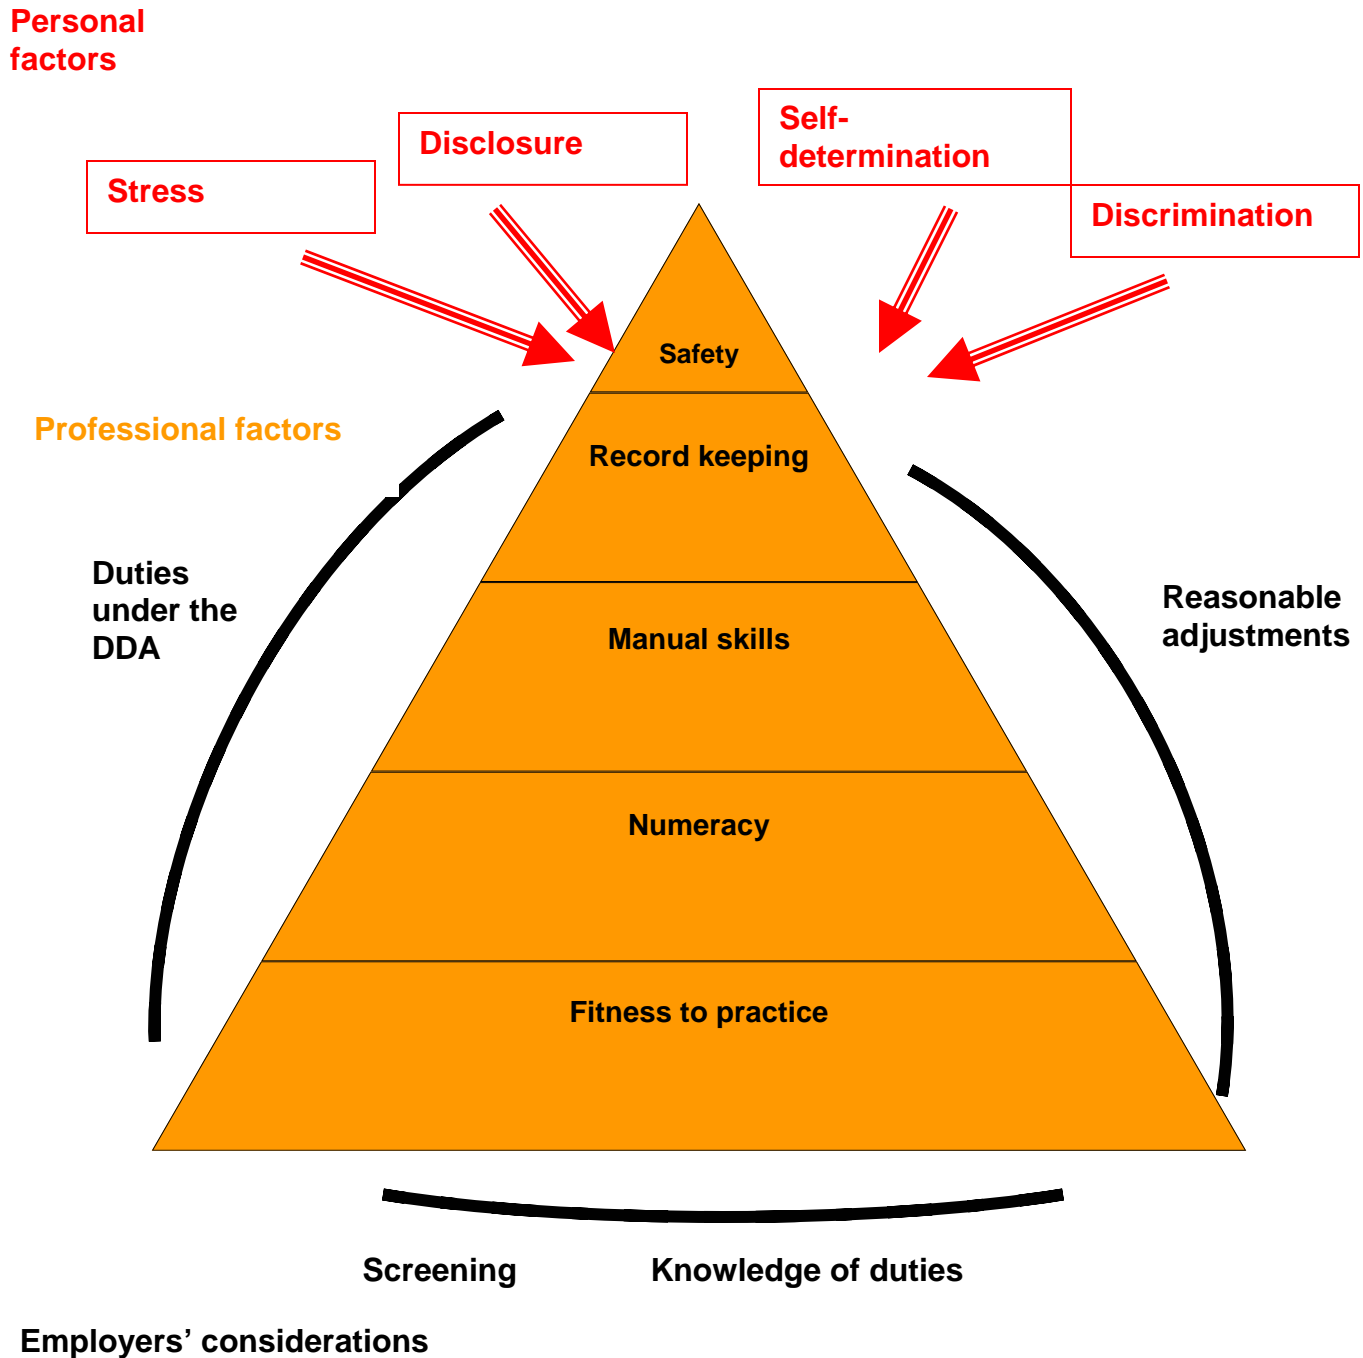 Personal
factors
Disclosure
Self-
determination
Stress
Discrimination
Safety
Professional factors
Record keeping
Duties
under the
DDA
Reasonable
adjustments
Manual skills
Numeracy
Fitness to practice
Screening
Knowledge of duties
Employers’ considerations